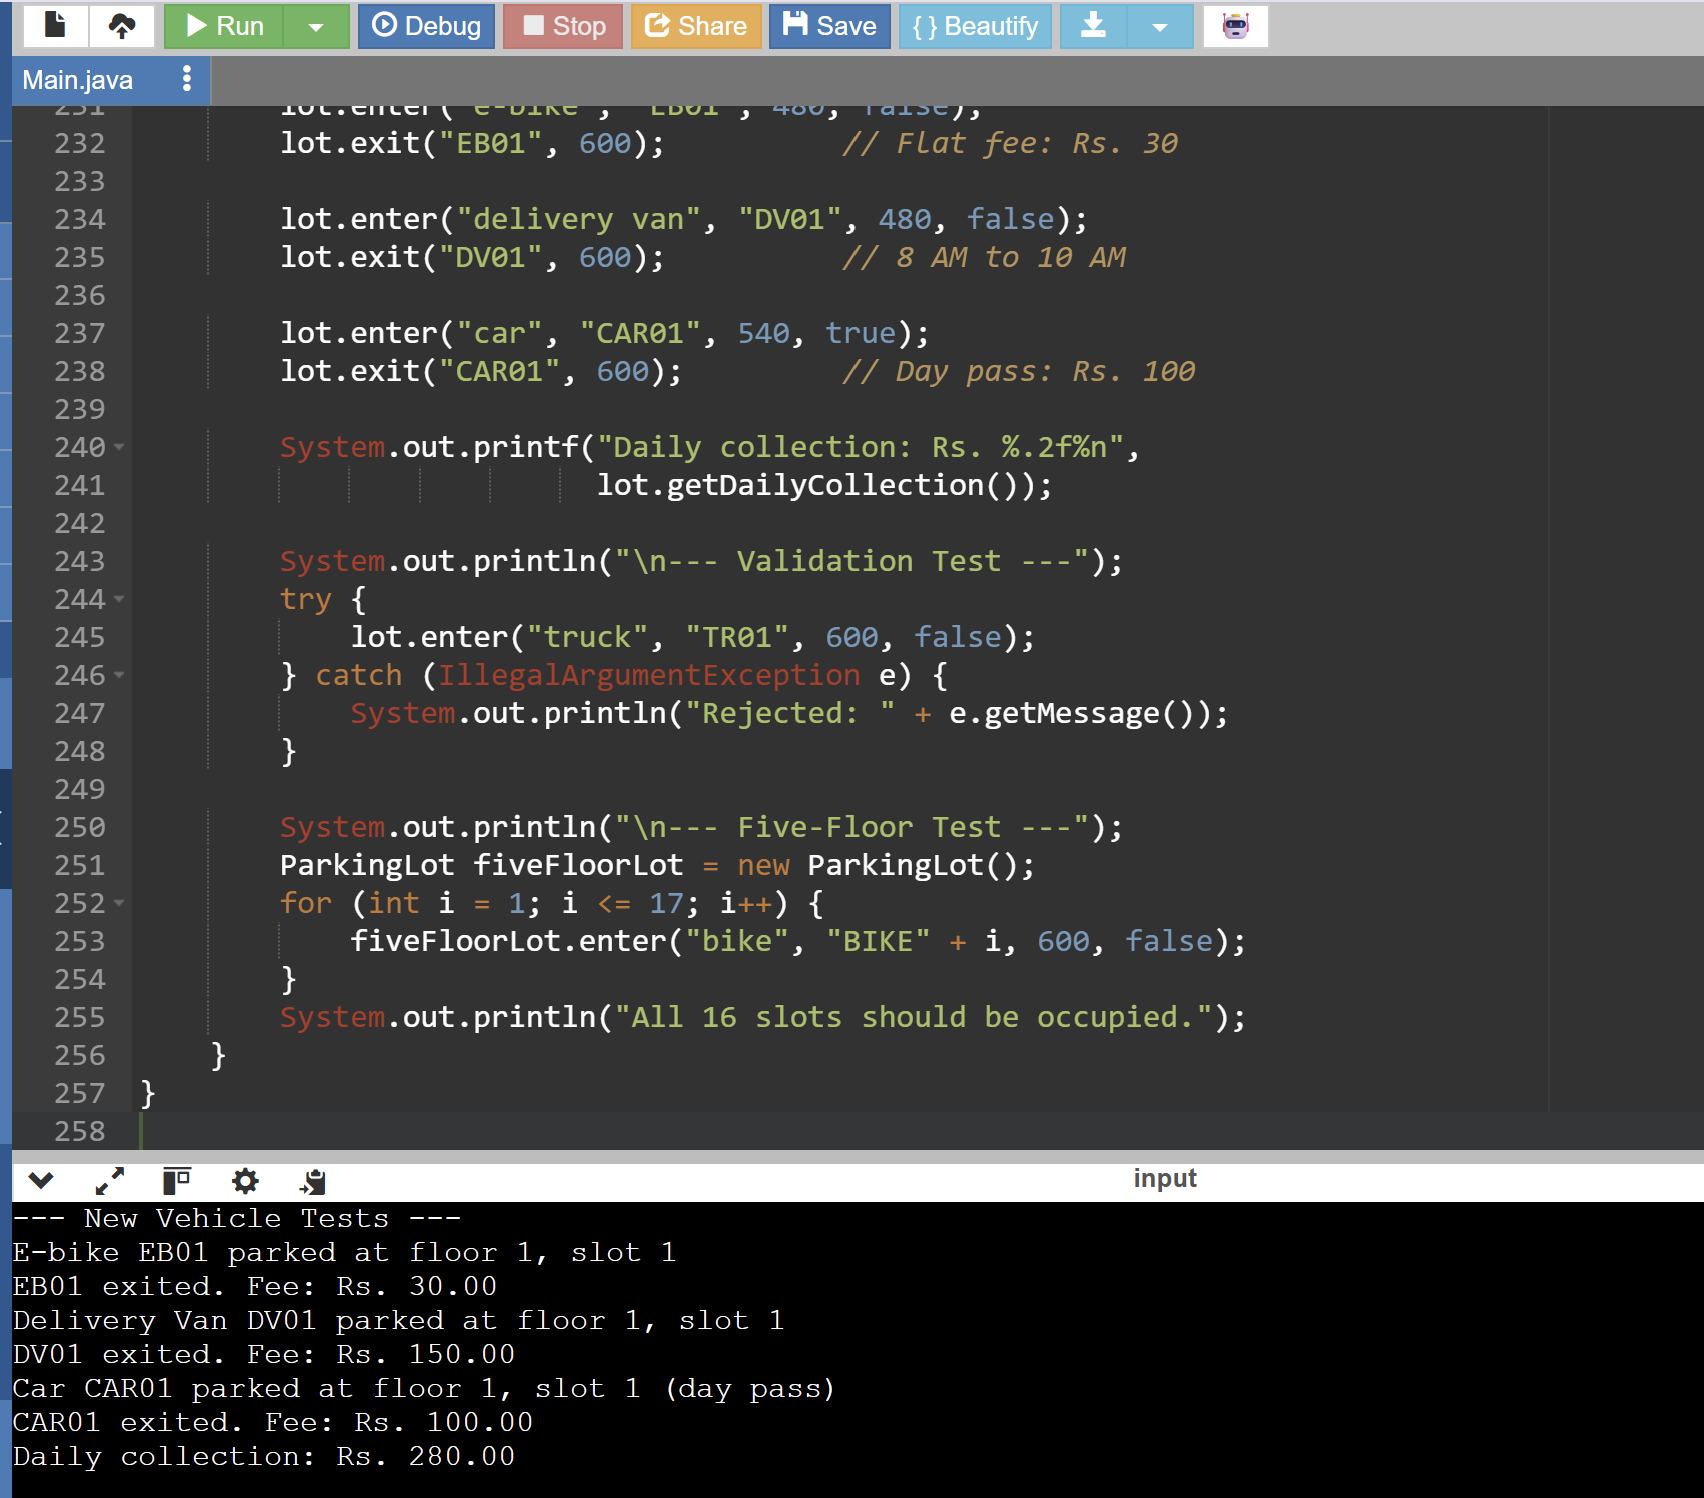 Run
Debug
Stop
Share
Save
{ } Beautify
Main.java
231 lot.enter("e-bike", "EB01", 480, false);
232 lot.exit("EB01", 600); // Flat fee: Rs. 30
233
234 lot.enter("delivery van", "DV01", 480, false);
235 lot.exit("DV01", 600); // 8 AM to 10 AM
236
237 lot.enter("car", "CAR01", 540, true);
238 lot.exit("CAR01", 600); // Day pass: Rs. 100
239
240 System.out.printf("Daily collection: Rs. %.2f%n",
241 lot.getDailyCollection());
242
243 System.out.println("\n--- Validation Test ---");
244 try {
245 lot.enter("truck", "TR01", 600, false);
246 } catch (IllegalArgumentException e) {
247 System.out.println("Rejected: " + e.getMessage());
248 }
249
250 System.out.println("\n--- Five-Floor Test ---");
251 ParkingLot fiveFloorLot = new ParkingLot();
252 for (int i = 1; i <= 17; i++) {
253 fiveFloorLot.enter("bike", "BIKE" + i, 600, false);
254 }
255 System.out.println("All 16 slots should be occupied.");
256 }
257 }
258
input
--- New Vehicle Tests ---
E-bike EB01 parked at floor 1, slot 1
EB01 exited. Fee: Rs. 30.00
Delivery Van DV01 parked at floor 1, slot 1
DV01 exited. Fee: Rs. 150.00
Car CAR01 parked at floor 1, slot 1 (day pass)
CAR01 exited. Fee: Rs. 100.00
Daily collection: Rs. 280.00